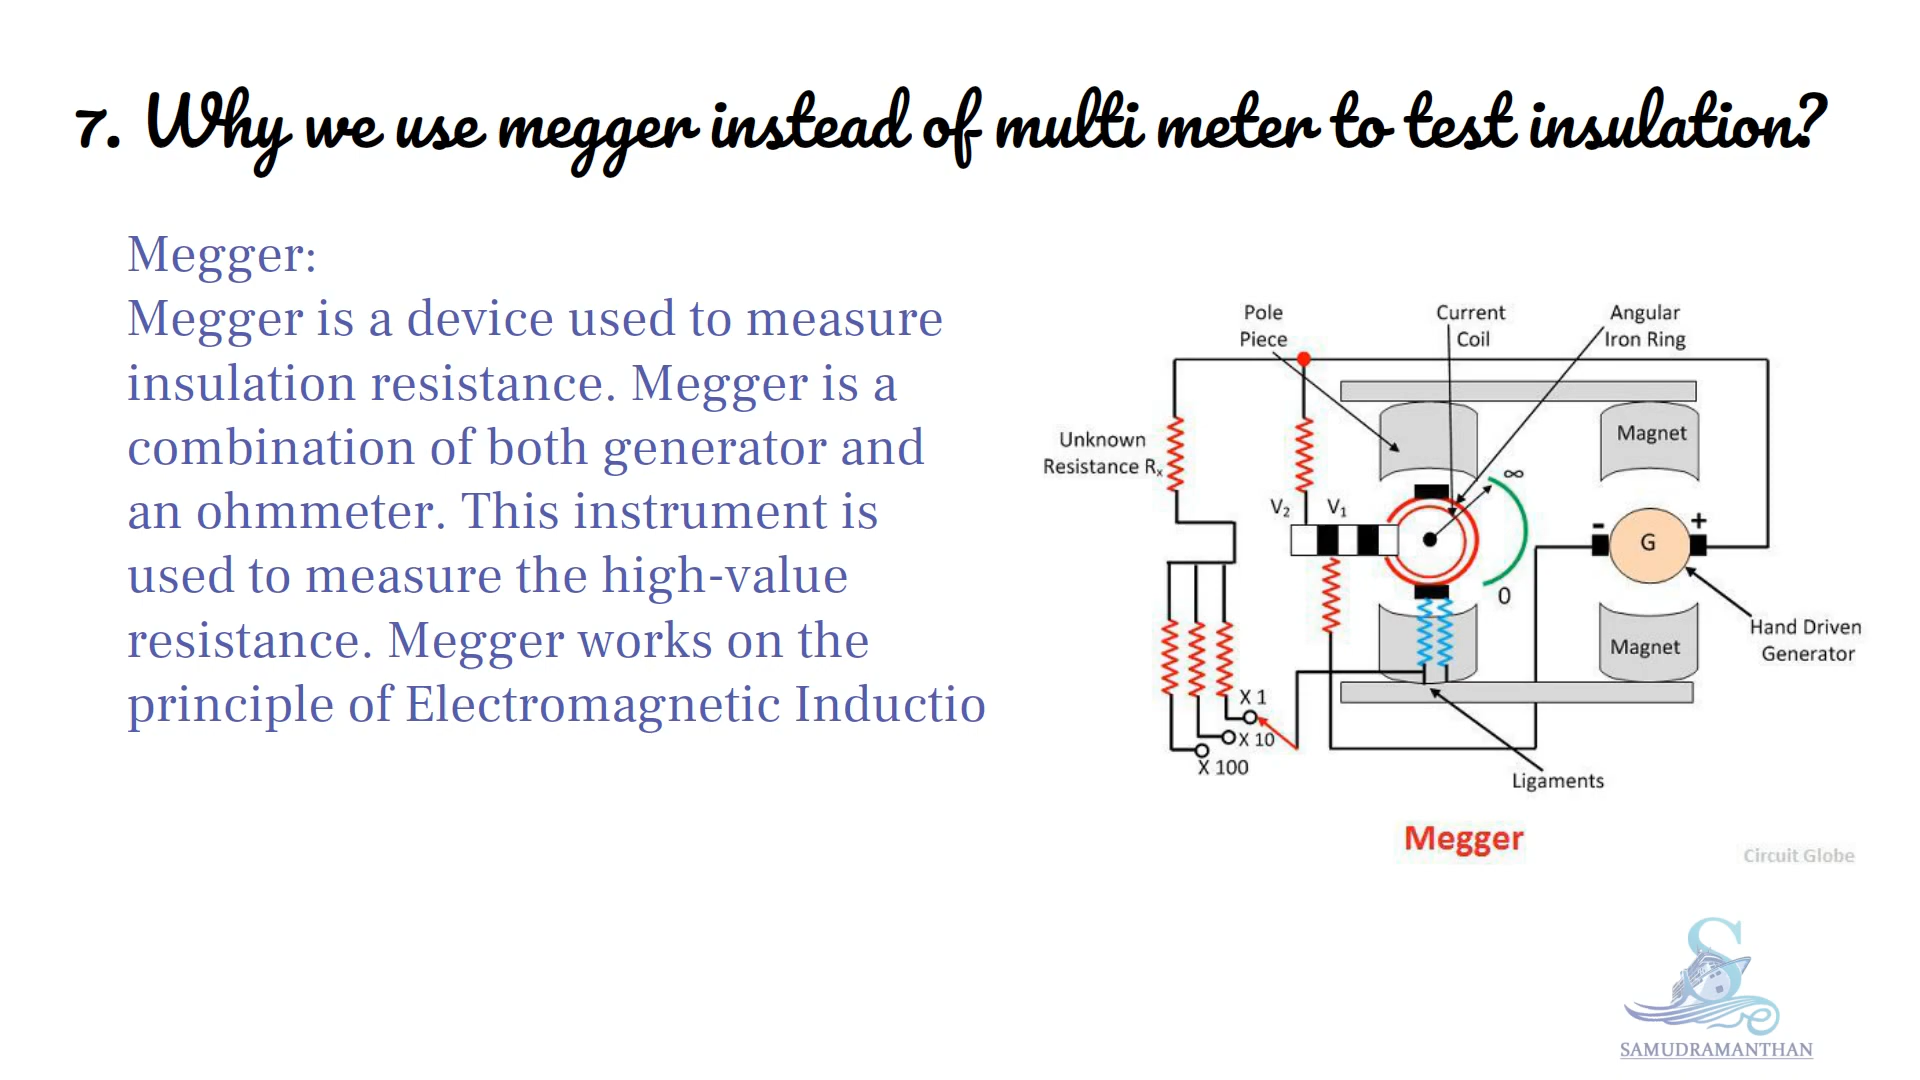 7. Why we use megger instead of multi meter to test insulation?
Megger:
Megger is a device used to measure
insulation resistance. Megger is a
combination of both generator and
an ohmmeter. This instrument is
used to measure the high-value
resistance. Megger works on the
principle of Electromagnetic Inductio
Pole
Piece
Current
Coil
Angular
Iron Ring
Unknown
Resistance Rx
Magnet
∞
V2
V1
-
+
G
0
Hand Driven
Generator
Magnet
X 1
X 10
X 100
Ligaments
Megger
Circuit Globe
S
SAMUDRAMANTHAN